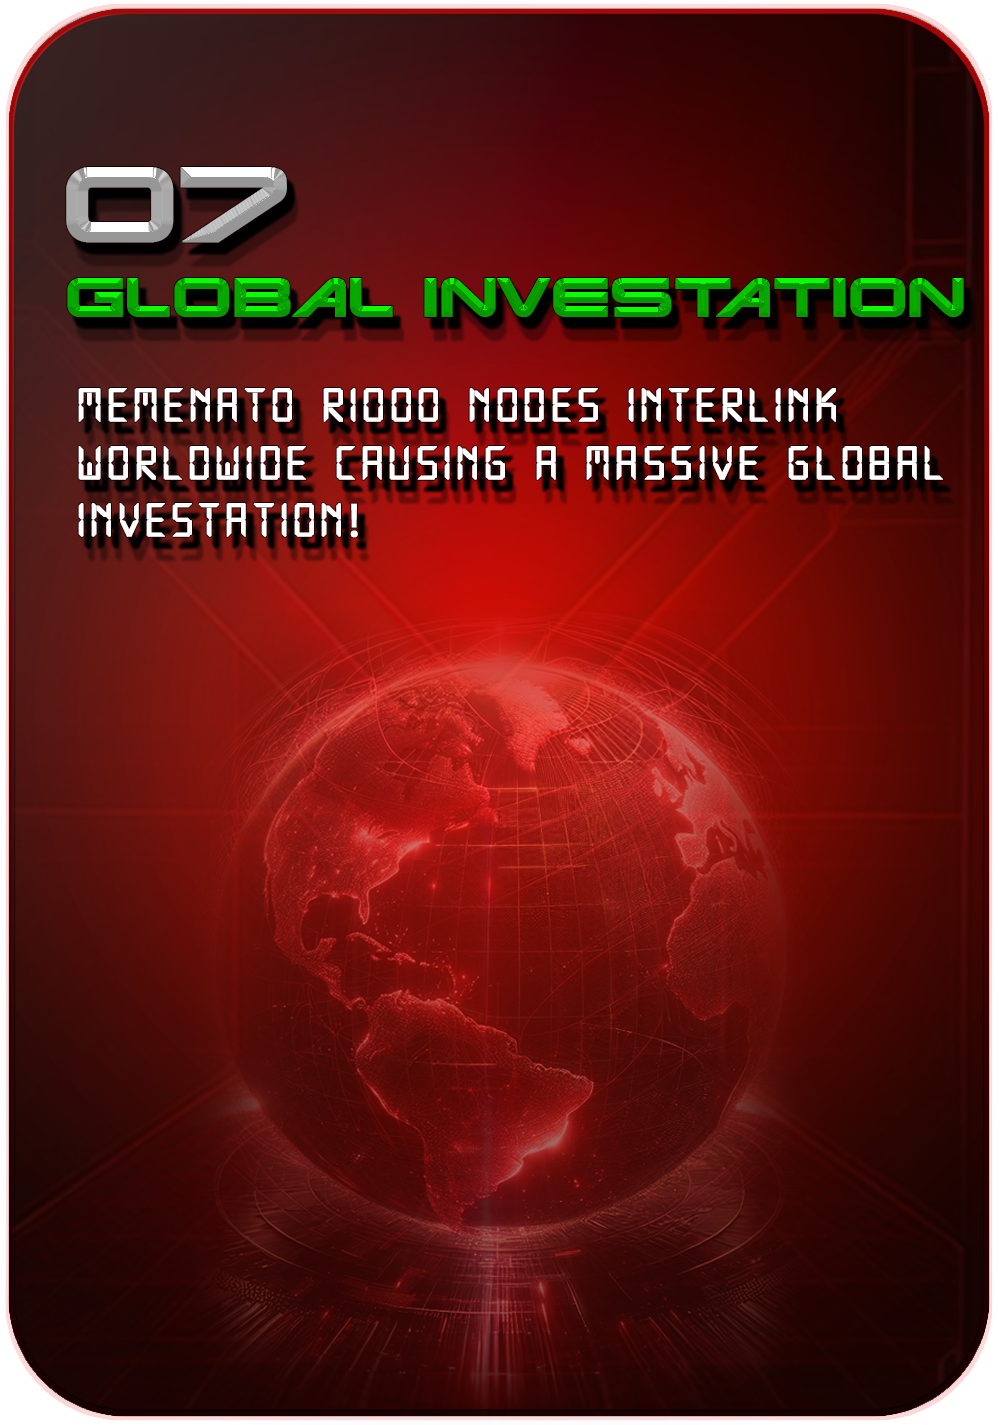 07
GLOBAL INVESTATION
MEMENATO R1000 NODES INTERLINK
WORLDWIDE CAUSING A MASSIVE GLOBAL
INVESTATION!